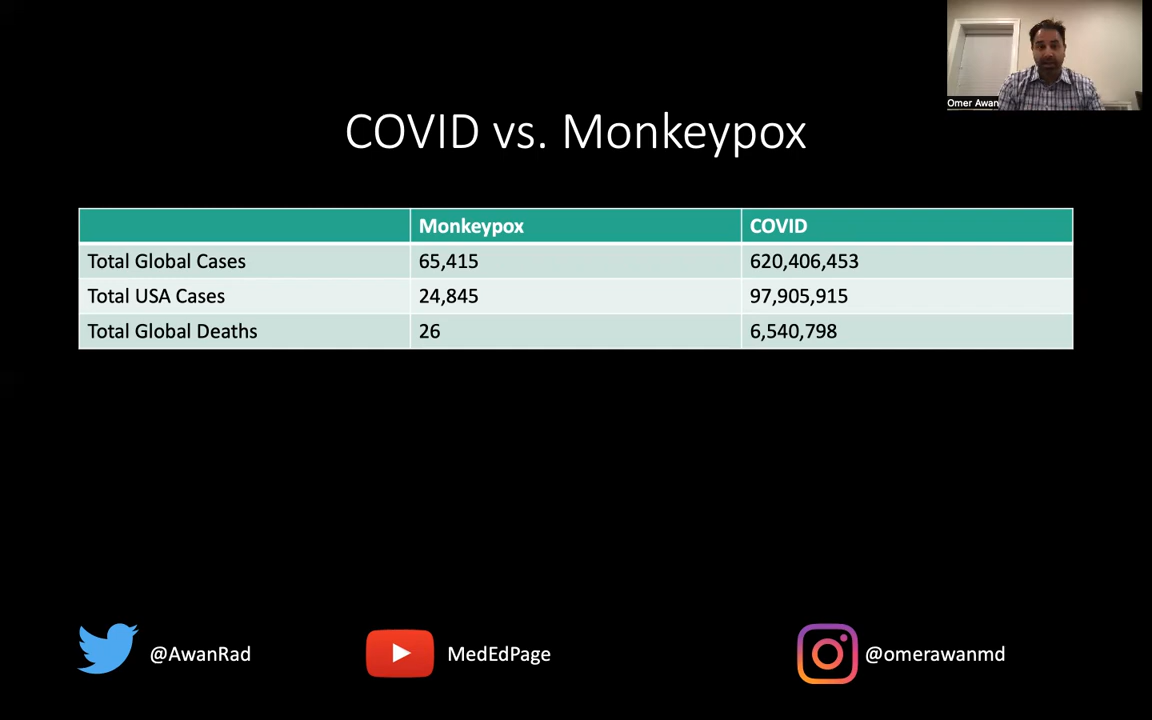 Omer Awan
COVID vs. Monkeypox
Monkeypox COVID
Total Global Cases 65,415 620,406,453
Total USA Cases 24,845 97,905,915
Total Global Deaths 26 6,540,798
@AwanRad MedEdPage @omerawanmd